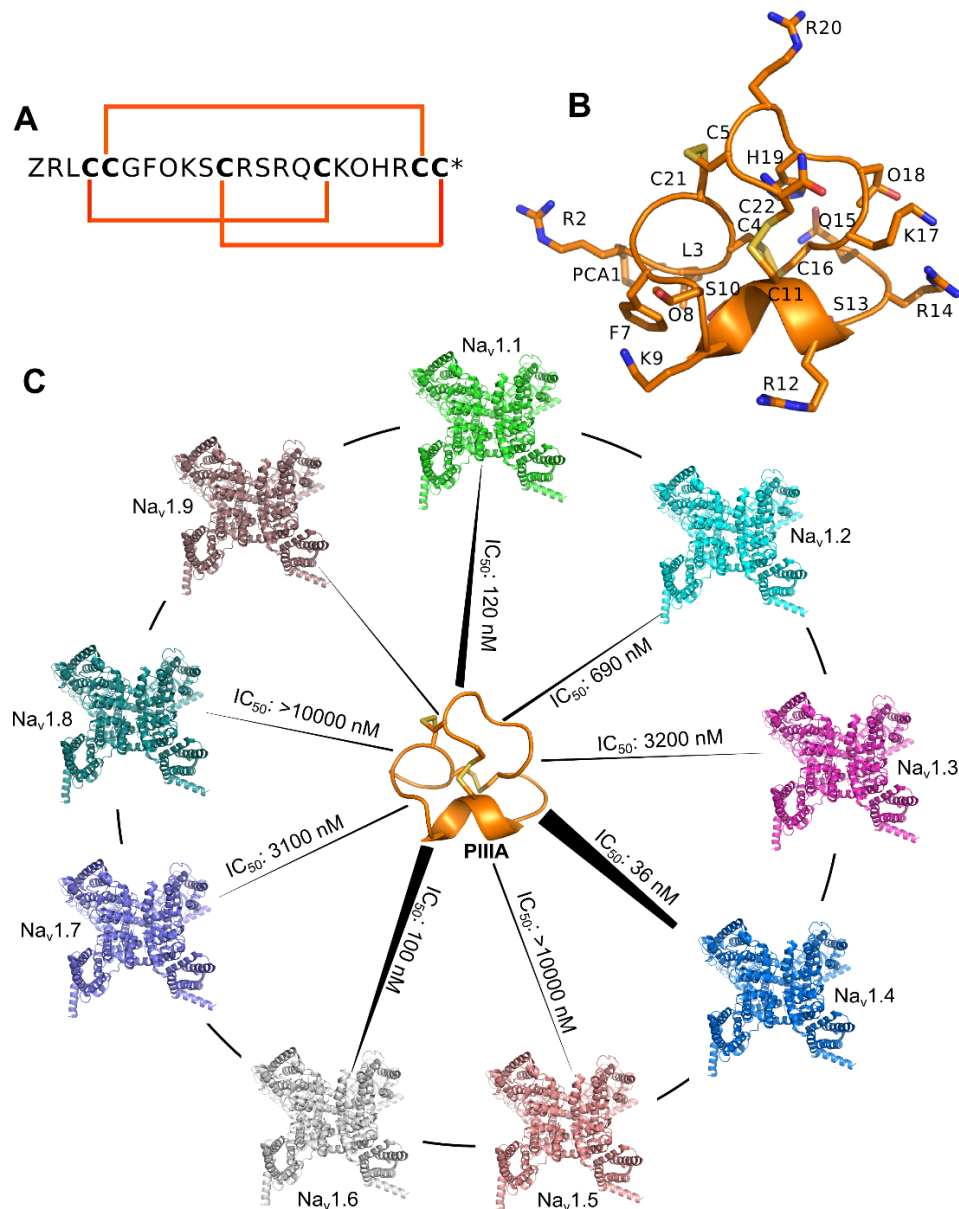 A
ZRLCCGFOKSCRSRQCKOHRCC*
B
R20
C5
H19
O18
C21
C22
R2
C4
Q15
K17
L3
PCA1
C16
S10
C11
S13
O8
R14
F7
K9
R12
C
Nav1.1
Nav1.9
Nav1.2
IC50: 120 nM
IC50: 690 nM
Nav1.8
IC50: >10000 nM
IC50: 3200 nM
Nav1.3
IC50: 3100 nM
PIIIA
IC50: 36 nM
Nav1.7
IC50: 100 nM
IC50: >10000 nM
Nav1.4
Nav1.6
Nav1.5